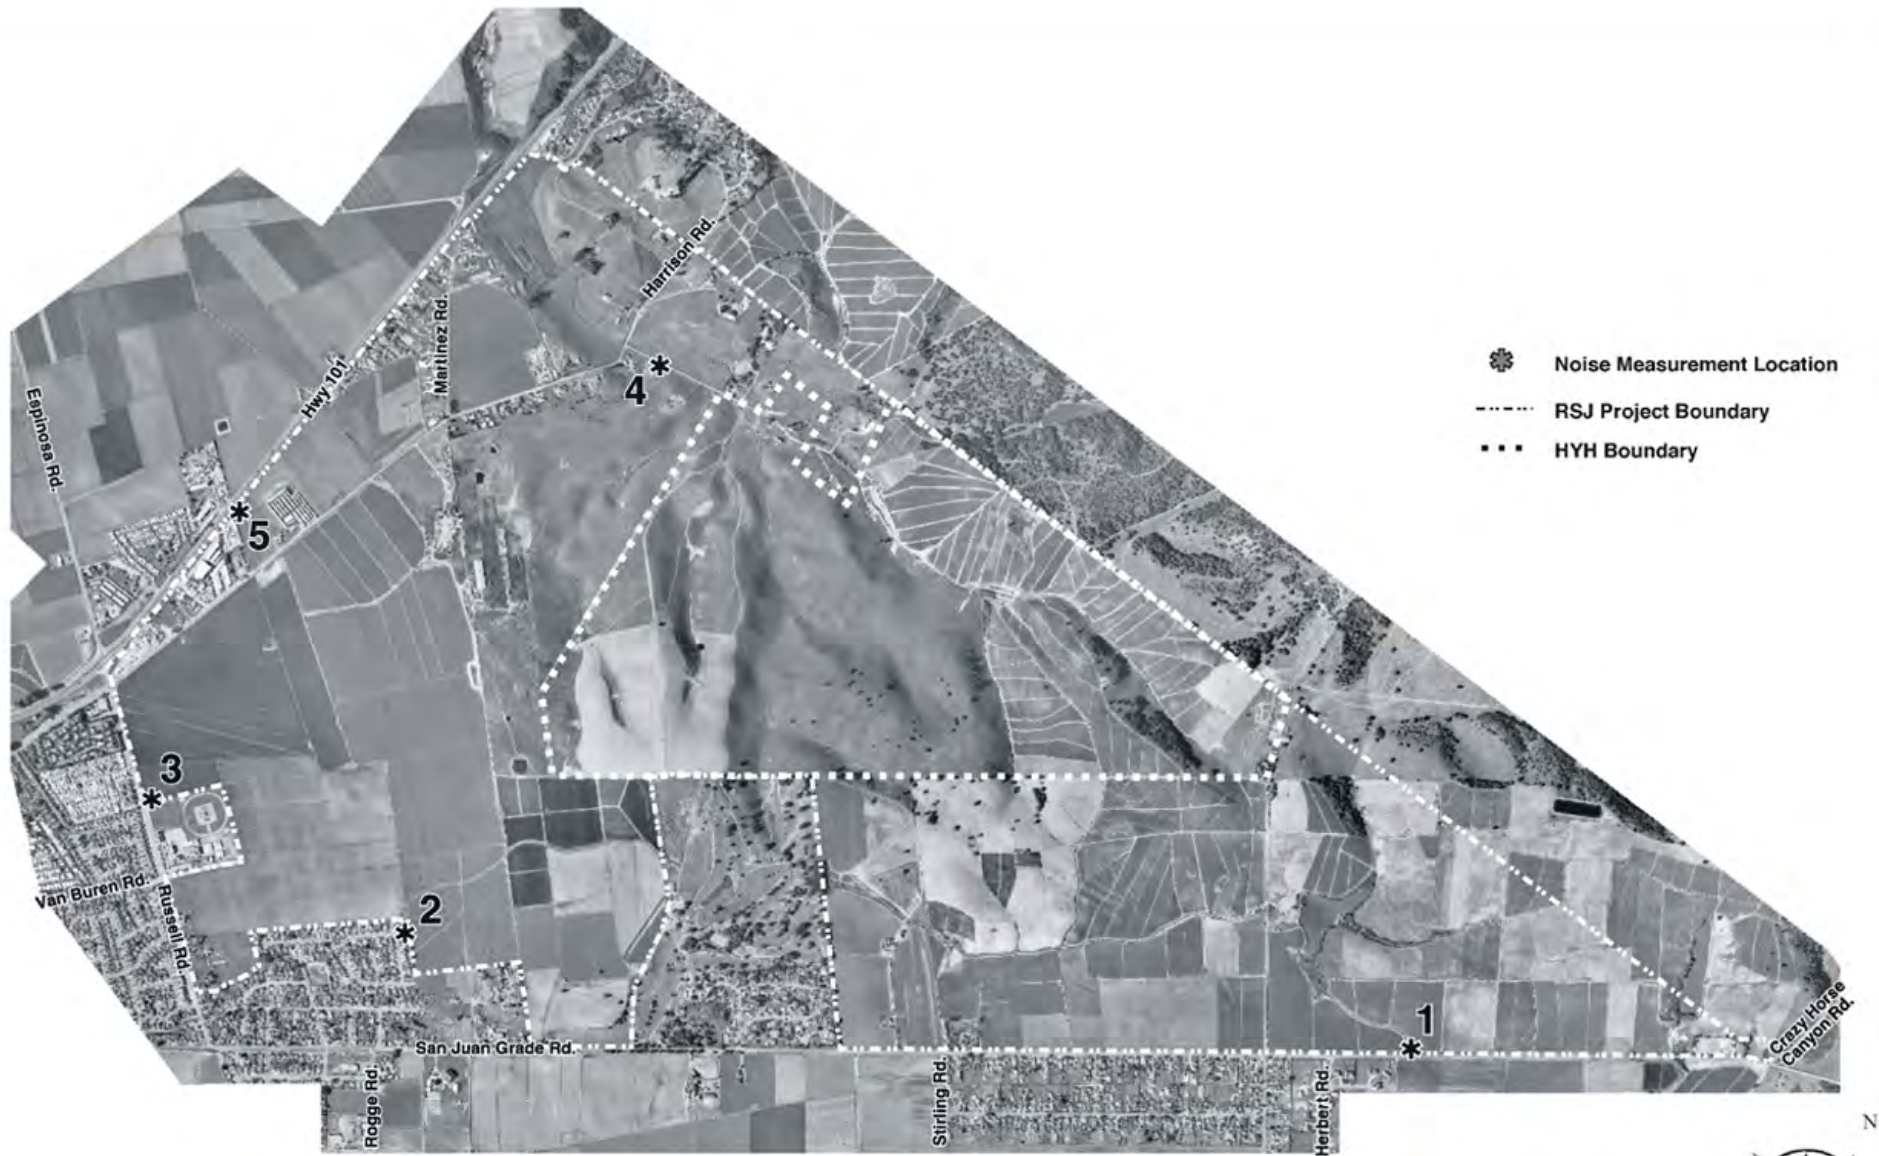 Harrison Rd.
Martinez Rd.
Hwy 101
4
Espinosa Rd.
5
Noise Measurement Location
RSJ Project Boundary
HYH Boundary
3
Van Buren Rd.
Russell Rd.
2
1
San Juan Grade Rd.
Crazy Horse
Canyon Rd.
Rogge Rd.
Stirling Rd.
Herbert Rd.
N